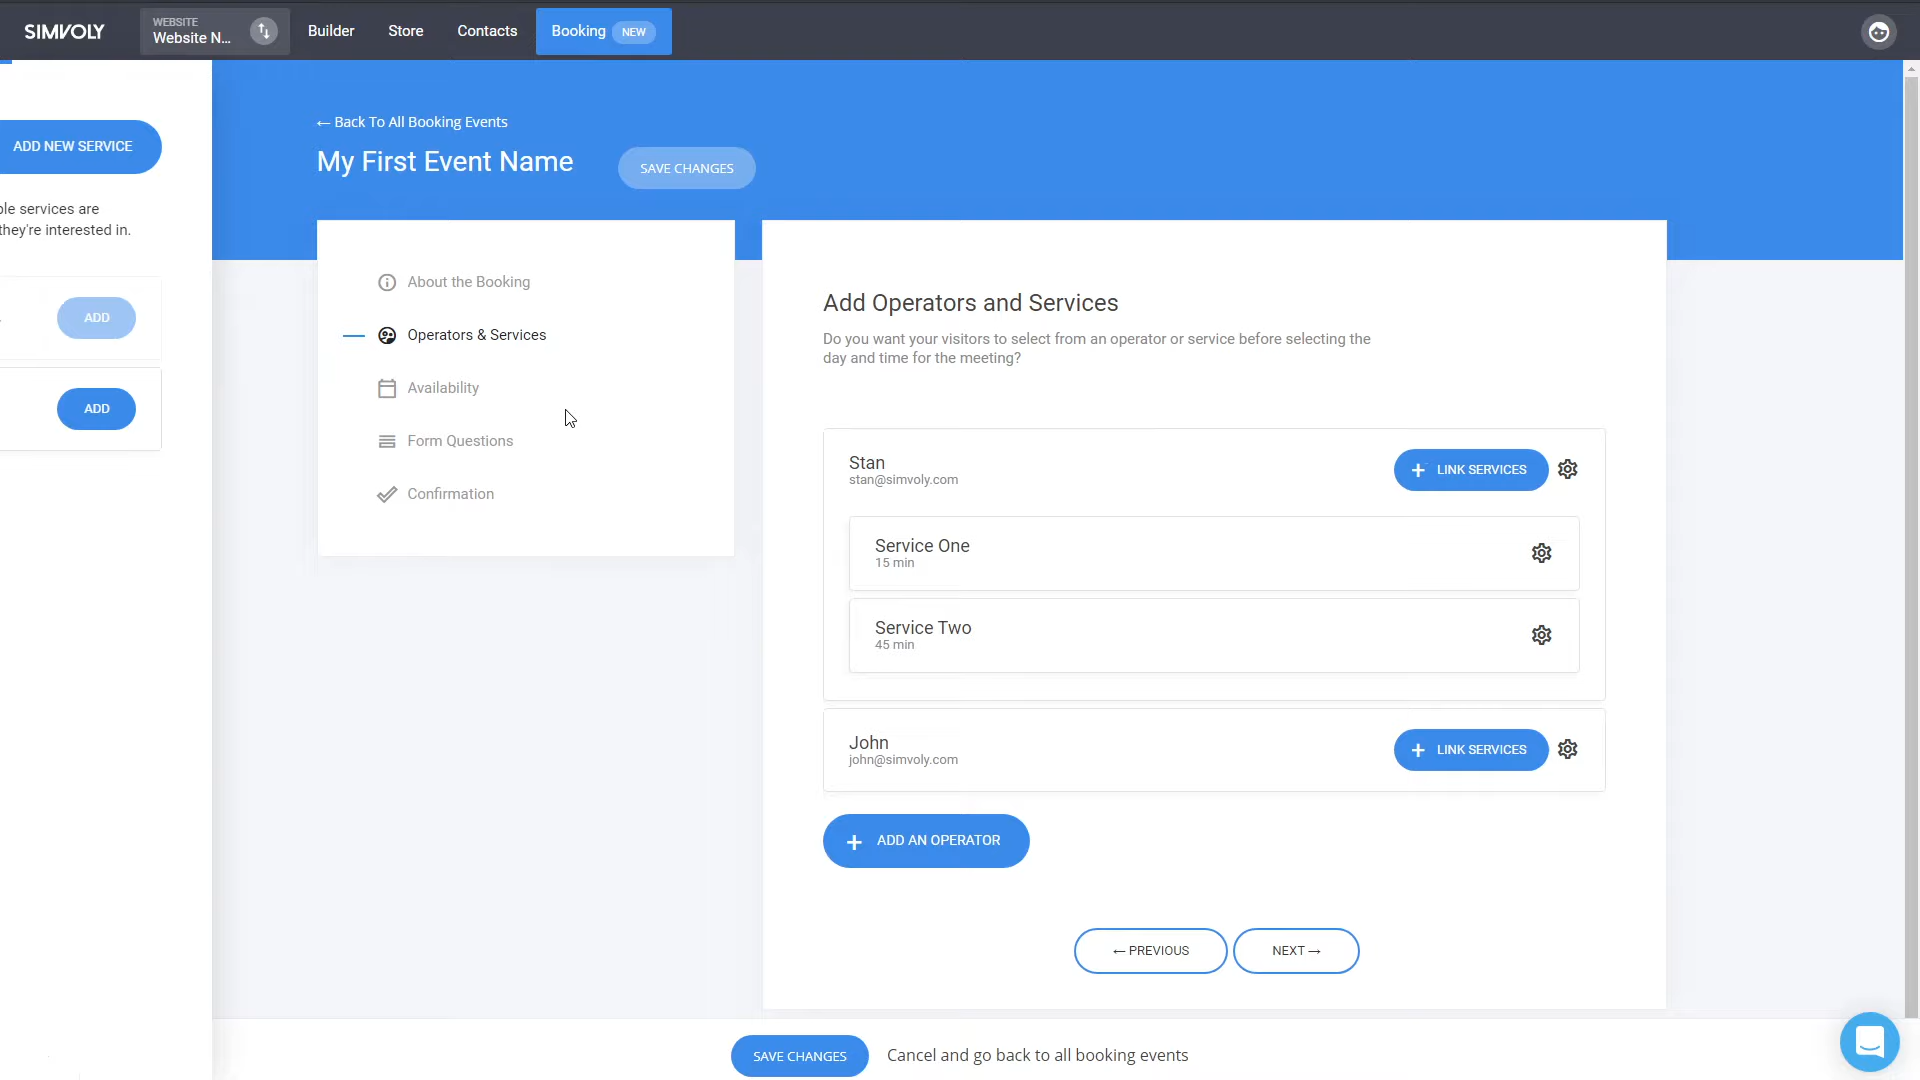 SIMVOLY
WEBSITE
Website N...
Builder
Store
Contacts
Booking NEW
ADD NEW SERVICE
ple services are
they're interested in.
ADD
ADD
← Back To All Booking Events
My First Event Name
SAVE CHANGES
About the Booking
Operators & Services
Availability
Form Questions
Confirmation
Add Operators and Services
Do you want your visitors to select from an operator or service before selecting the
day and time for the meeting?
Stan
stan@simvoly.com
+ LINK SERVICES
Service One
15 min
Service Two
45 min
John
john@simvoly.com
+ LINK SERVICES
+ ADD AN OPERATOR
← PREVIOUS
NEXT →
SAVE CHANGES
Cancel and go back to all booking events